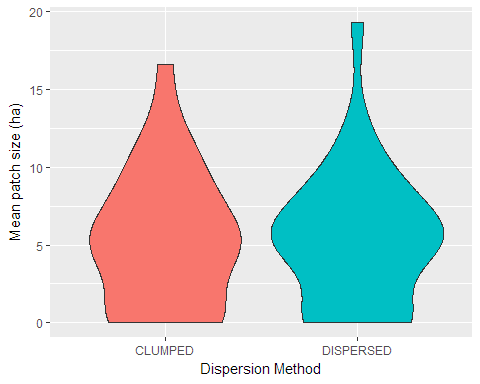 Mean patch size (ha)
20
15
10
5
0
CLUMPED
DISPERSED
Dispersion Method